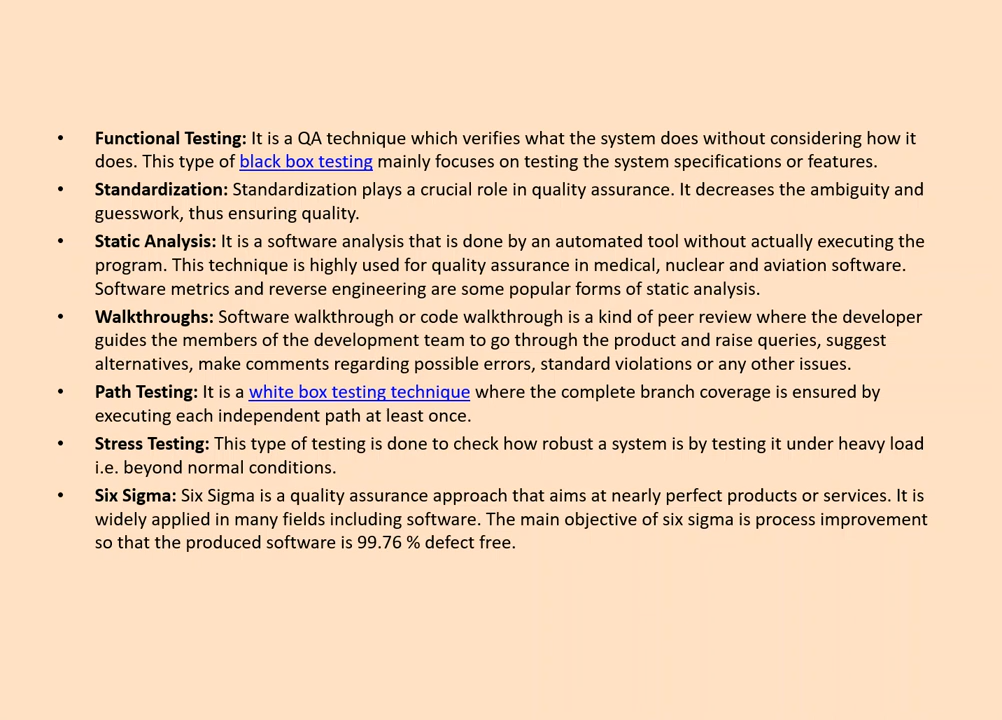 • Functional Testing: It is a QA technique which verifies what the system does without considering how it
does. This type of black box testing mainly focuses on testing the system specifications or features.
• Standardization: Standardization plays a crucial role in quality assurance. It decreases the ambiguity and
guesswork, thus ensuring quality.
• Static Analysis: It is a software analysis that is done by an automated tool without actually executing the
program. This technique is highly used for quality assurance in medical, nuclear and aviation software.
Software metrics and reverse engineering are some popular forms of static analysis.
• Walkthroughs: Software walkthrough or code walkthrough is a kind of peer review where the developer
guides the members of the development team to go through the product and raise queries, suggest
alternatives, make comments regarding possible errors, standard violations or any other issues.
• Path Testing: It is a white box testing technique where the complete branch coverage is ensured by
executing each independent path at least once.
• Stress Testing: This type of testing is done to check how robust a system is by testing it under heavy load
i.e. beyond normal conditions.
• Six Sigma: Six Sigma is a quality assurance approach that aims at nearly perfect products or services. It is
widely applied in many fields including software. The main objective of six sigma is process improvement
so that the produced software is 99.76 % defect free.